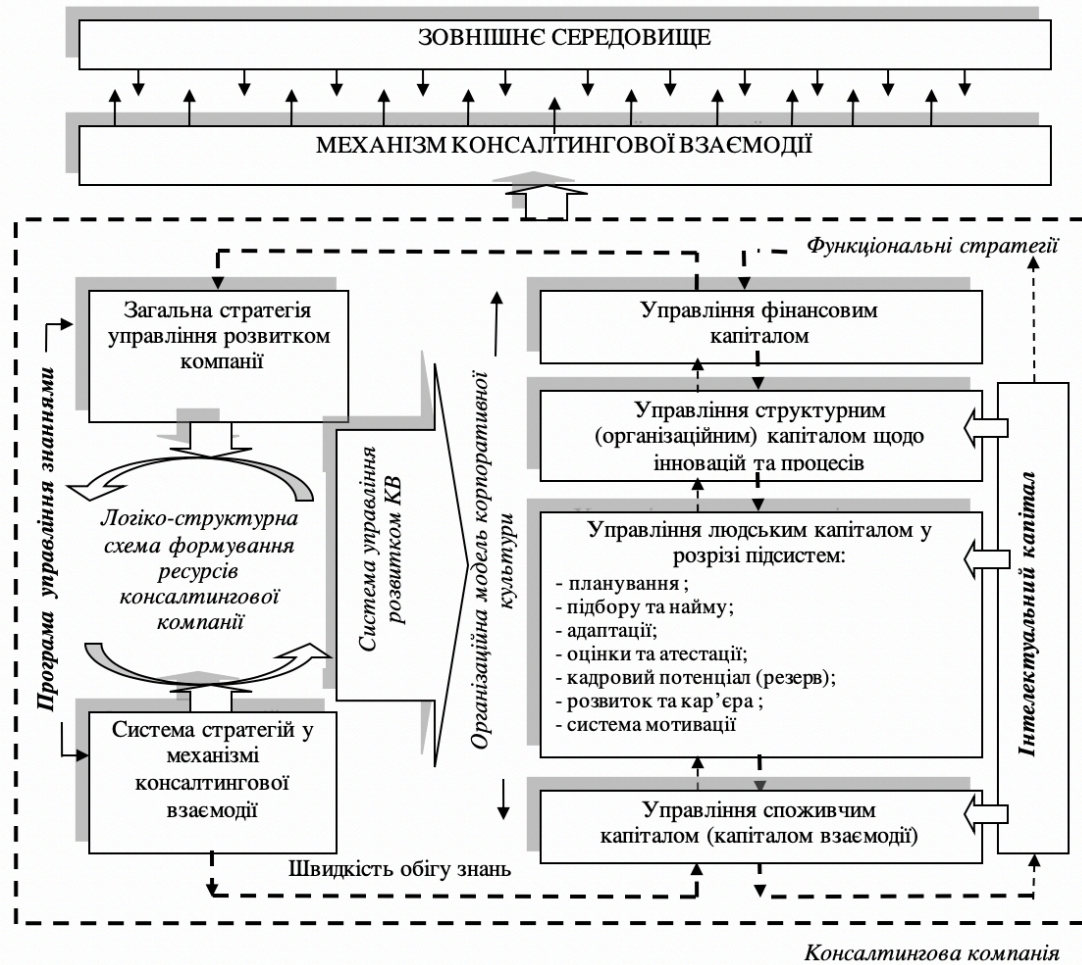 ЗОВНІШНЄ СЕРЕДОВИЩЕ
МЕХАНІЗМ КОНСАЛТИНГОВОЇ ВЗАЄМОДІЇ
Функціональні стратегії
Програма управління знаннями
Загальна стратегія
управління розвитком
компанії
Логіко-структурна
схема формування
ресурсів
консалтингової
компанії
Система стратегій у
механізмі
консалтингової
взаємодії
Система управління
розвитком КВ
Організаційна модель корпоративної
культури
Управління фінансовим
капіталом
Управління структурним
(організаційним) капіталом щодо
інновацій та процесів
Управління людським капіталом у
розрізі підсистем:
- планування ;
- підбору та найму;
- адаптації;
- оцінки та атестації;
- кадровий потенціал (резерв);
- розвиток та кар’єра ;
- система мотивації
Управління споживчим
капіталом (капіталом взаємодії)
Інтелектуальний капітал
Швидкість обігу знань
Консалтингова компанія